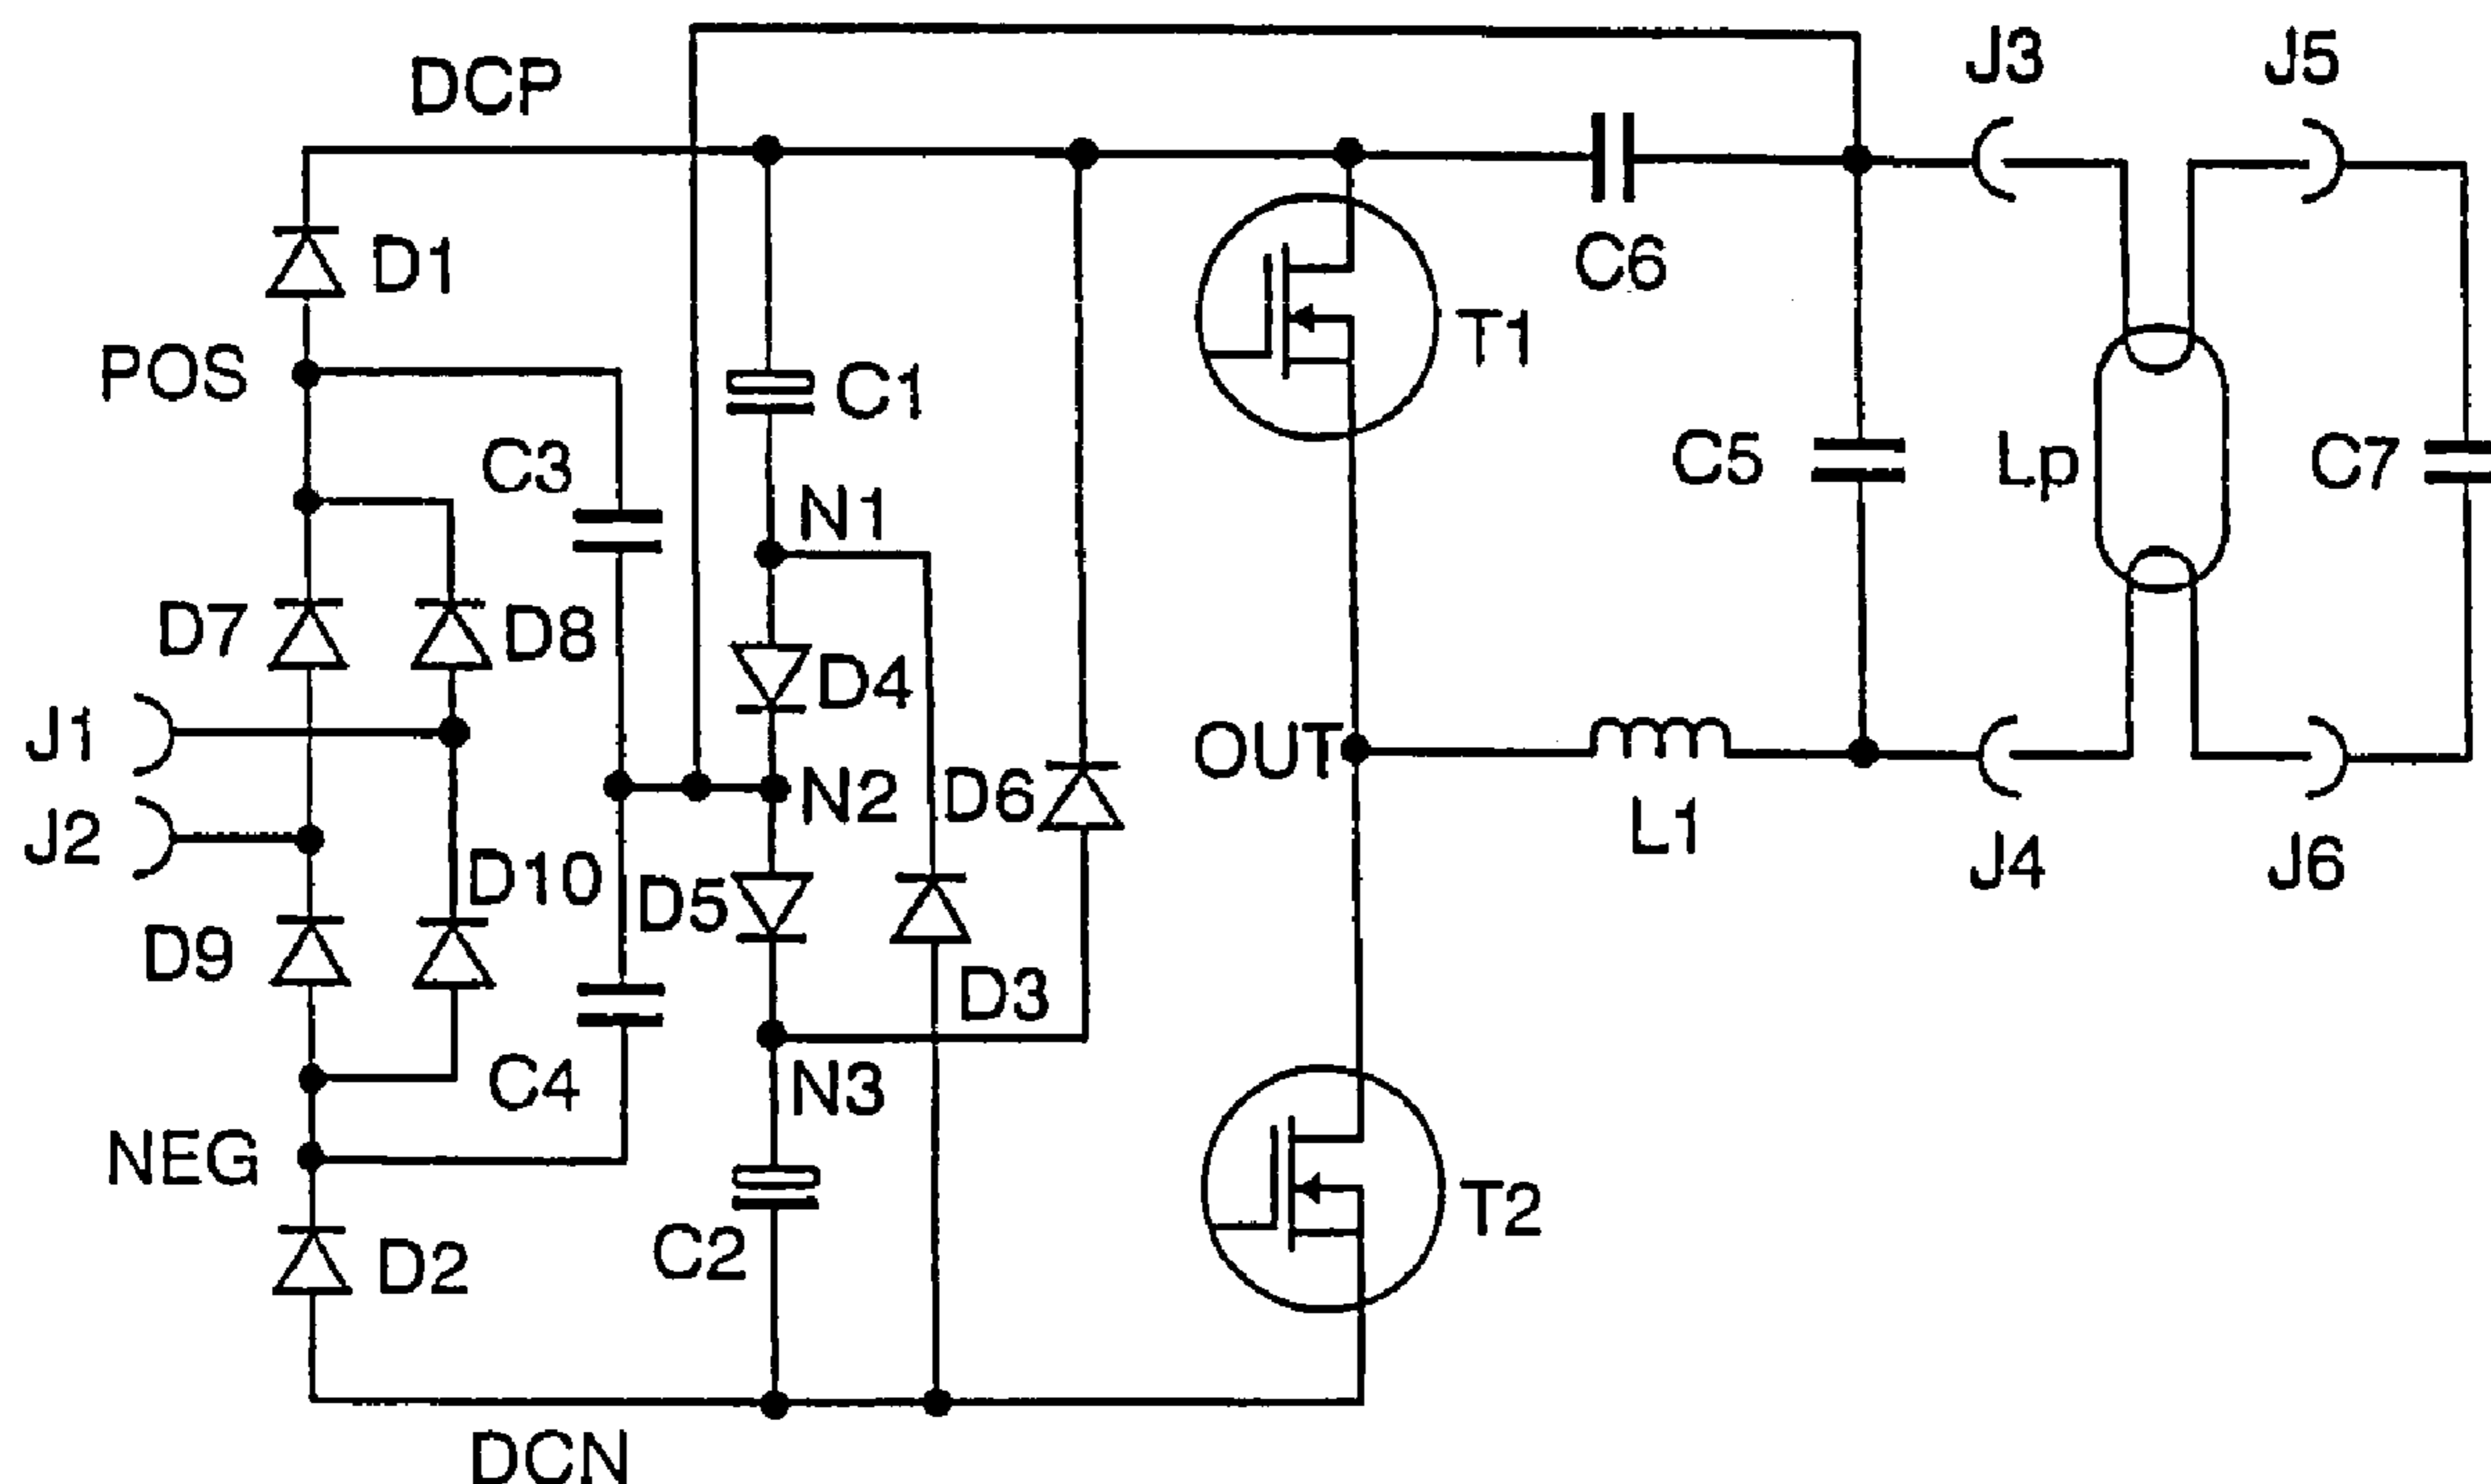 DCP
J3
J5
D1
C6
T1
POS
C1
C3
C5
Lp
C7
N1
D7
D8
D4
J1
OUT
N2
D6
L1
J2
D10
D5
J4
J6
D9
D3
C4
N3
NEG
T2
C2
D2
DCN